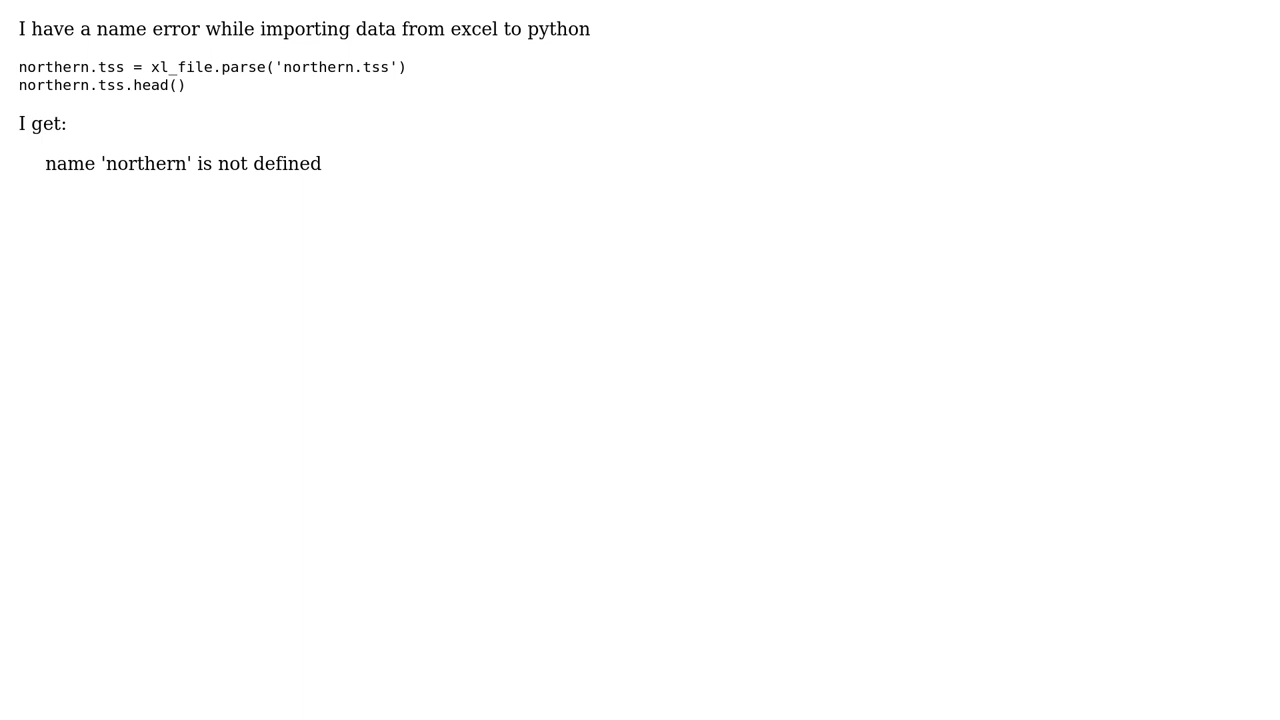 I have a name error while importing data from excel to python
northern.tss = xl_file.parse('northern.tss')
northern.tss.head()
I get:
name 'northern' is not defined